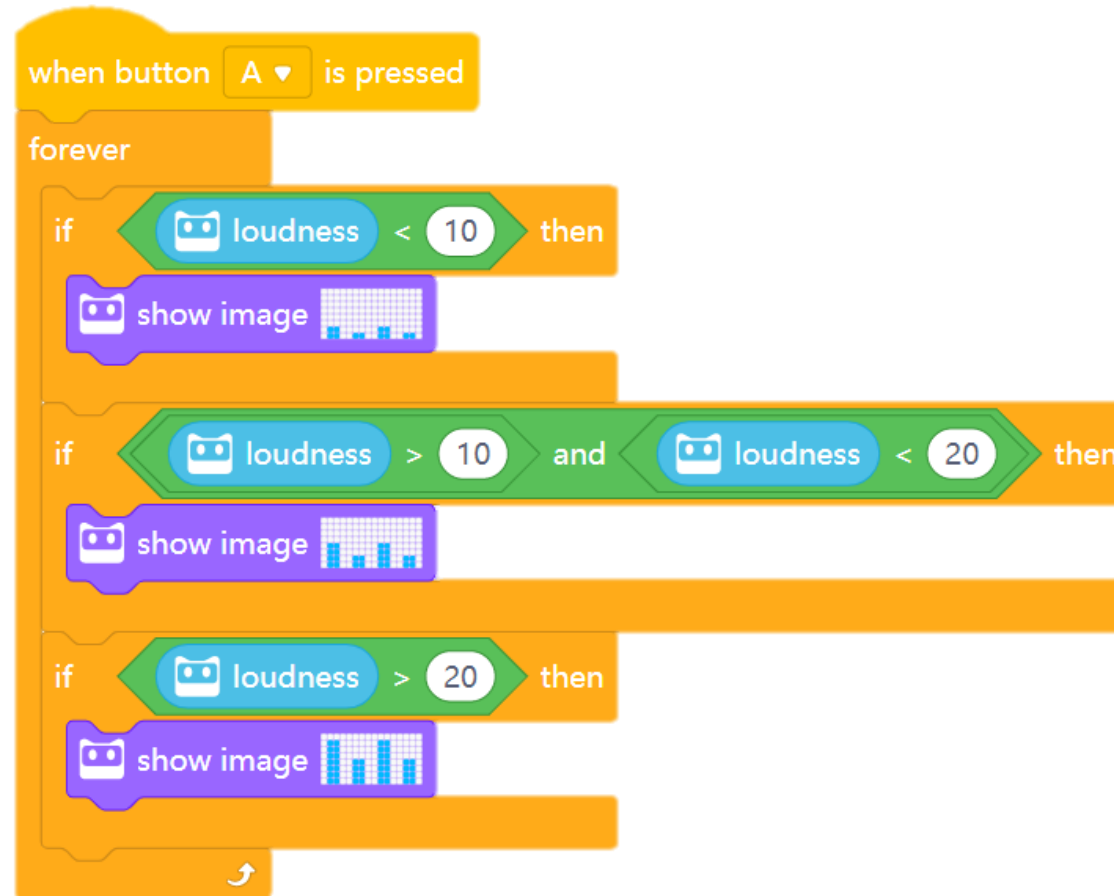 when button A is pressed
forever
if loudness < 10 then
show image
if loudness > 10 and loudness < 20 then
show image
if loudness > 20 then
show image